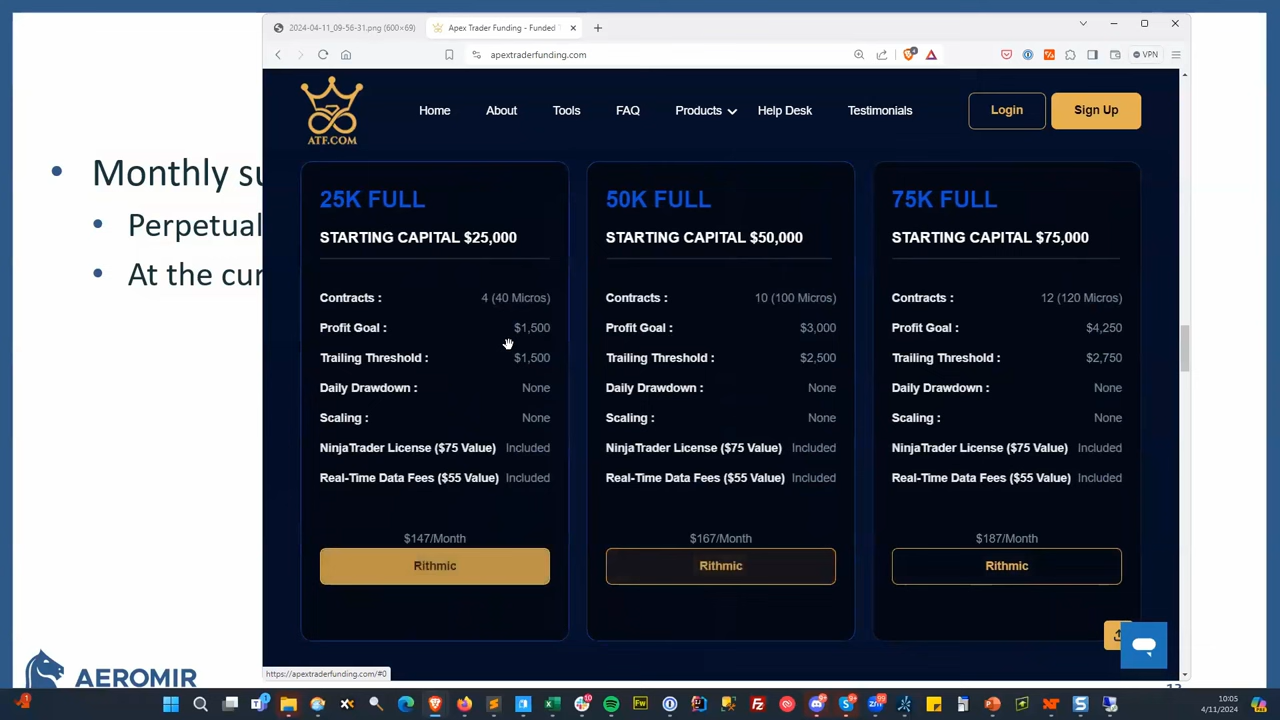 2024-04-11_09-56-31.png (600×69)
Apex Trader Funding - Funded T
apextraderfunding.com
VPN
ATF.COM
Home
About
Tools
FAQ
Products
Help Desk
Testimonials
Login
Sign Up
Monthly su
Perpetual
At the cur
25K FULL
STARTING CAPITAL $25,000
Contracts : 4 (40 Micros)
Profit Goal : $1,500
Trailing Threshold : $1,500
Daily Drawdown : None
Scaling : None
NinjaTrader License ($75 Value) Included
Real-Time Data Fees ($55 Value) Included
$147/Month
Rithmic
50K FULL
STARTING CAPITAL $50,000
Contracts : 10 (100 Micros)
Profit Goal : $3,000
Trailing Threshold : $2,500
Daily Drawdown : None
Scaling : None
NinjaTrader License ($75 Value) Included
Real-Time Data Fees ($55 Value) Included
$167/Month
Rithmic
75K FULL
STARTING CAPITAL $75,000
Contracts : 12 (120 Micros)
Profit Goal : $4,250
Trailing Threshold : $2,750
Daily Drawdown : None
Scaling : None
NinjaTrader License ($75 Value) Included
Real-Time Data Fees ($55 Value) Included
$187/Month
Rithmic
https://apextraderfunding.com/#0
AEROMIR
10:05
4/11/2024